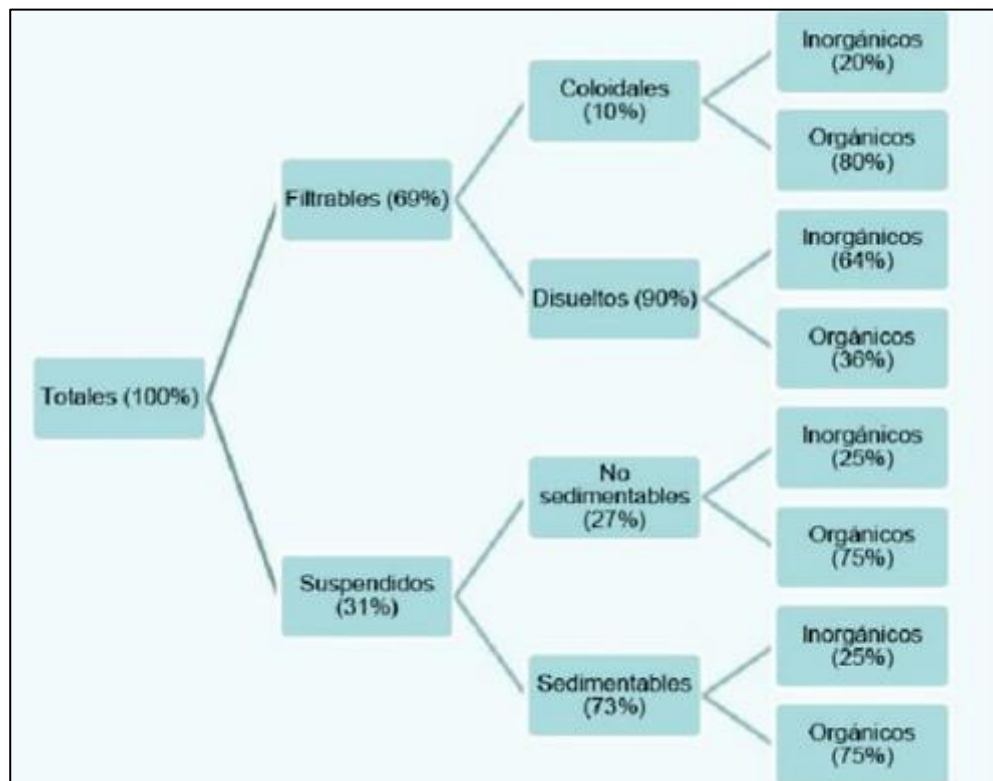 Totales (100%)
Filtrables (69%)
Coloidales
(10%)
Inorgánicos
(20%)
Orgánicos
(80%)
Disueltos (90%)
Inorgánicos
(64%)
Orgánicos
(36%)
Suspendidos
(31%)
No
sedimentables
(27%)
Inorgánicos
(25%)
Orgánicos
(75%)
Sedimentables
(73%)
Inorgánicos
(25%)
Orgánicos
(75%)